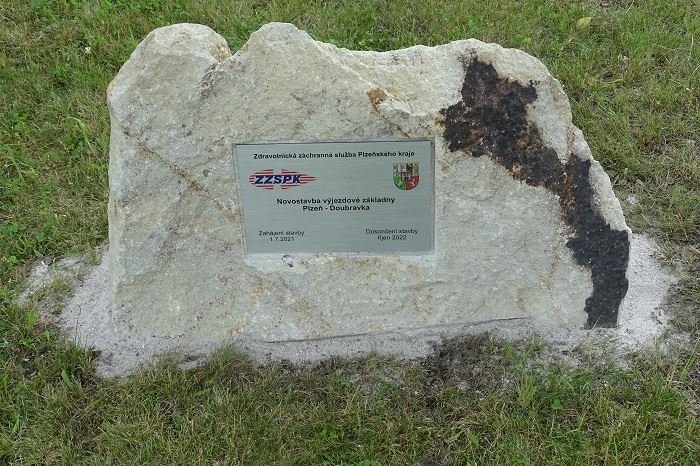 Zdravotnická záchranná služba Plzeňského kraje
ZZSPK
Novostavba výjezdové základny
Plzeň - Doubravka
Zahájení stavby
1.7.2021
Dokončení stavby
říjen 2022